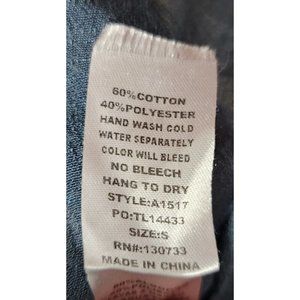 60%COTTON
40%POLYESTER
HAND WASH COLD
WATER SEPARATELY
COLOR WILL BLEED
NO BLEECH
HANG TO DRY
STYLE:A1517
PO:TL14433
SIZE:S
RN#:130733
MADE IN CHINA